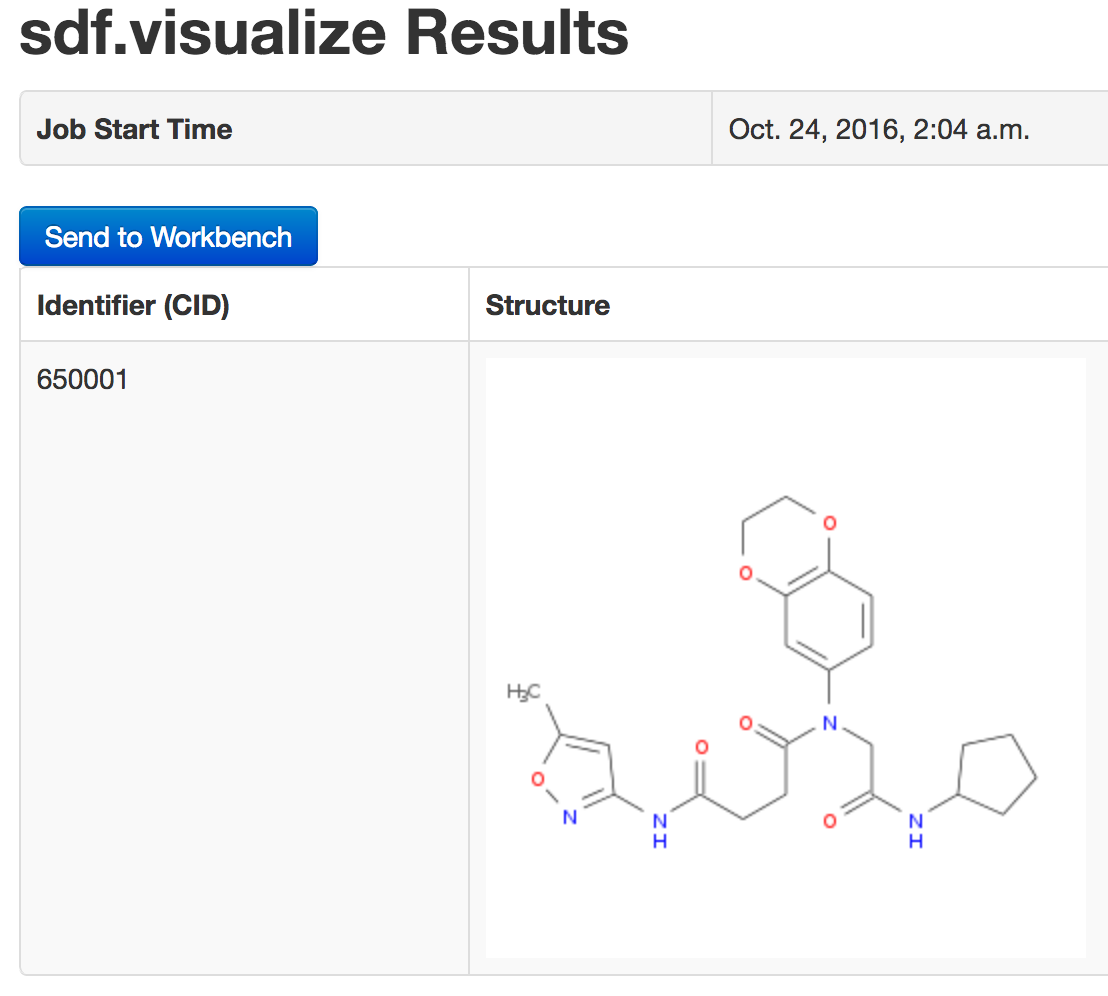 sdf.visualize Results
Job Start Time Oct. 24, 2016, 2:04 a.m.
Send to Workbench
Identifier (CID) Structure
650001
O
O
H3C
O N
O
O
N N O N
H H